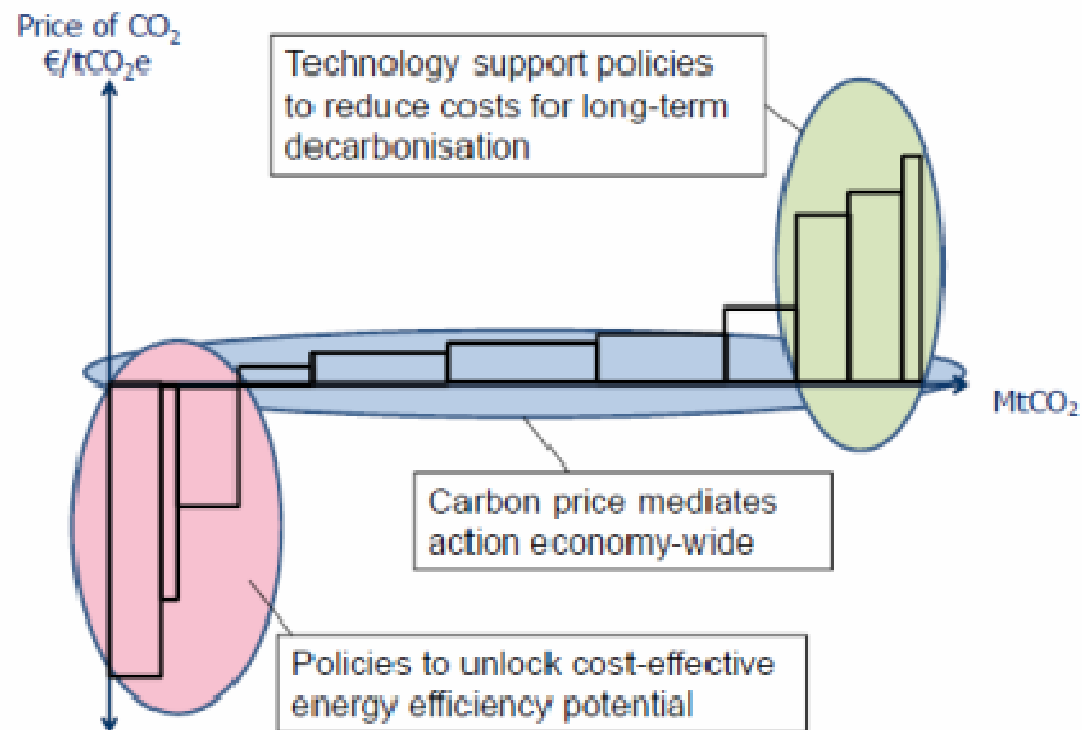 Price of CO₂
€/tCO₂e
Technology support policies
to reduce costs for long-term
decarbonisation
MtCO₂
Carbon price mediates
action economy-wide
Policies to unlock cost-effective
energy efficiency potential